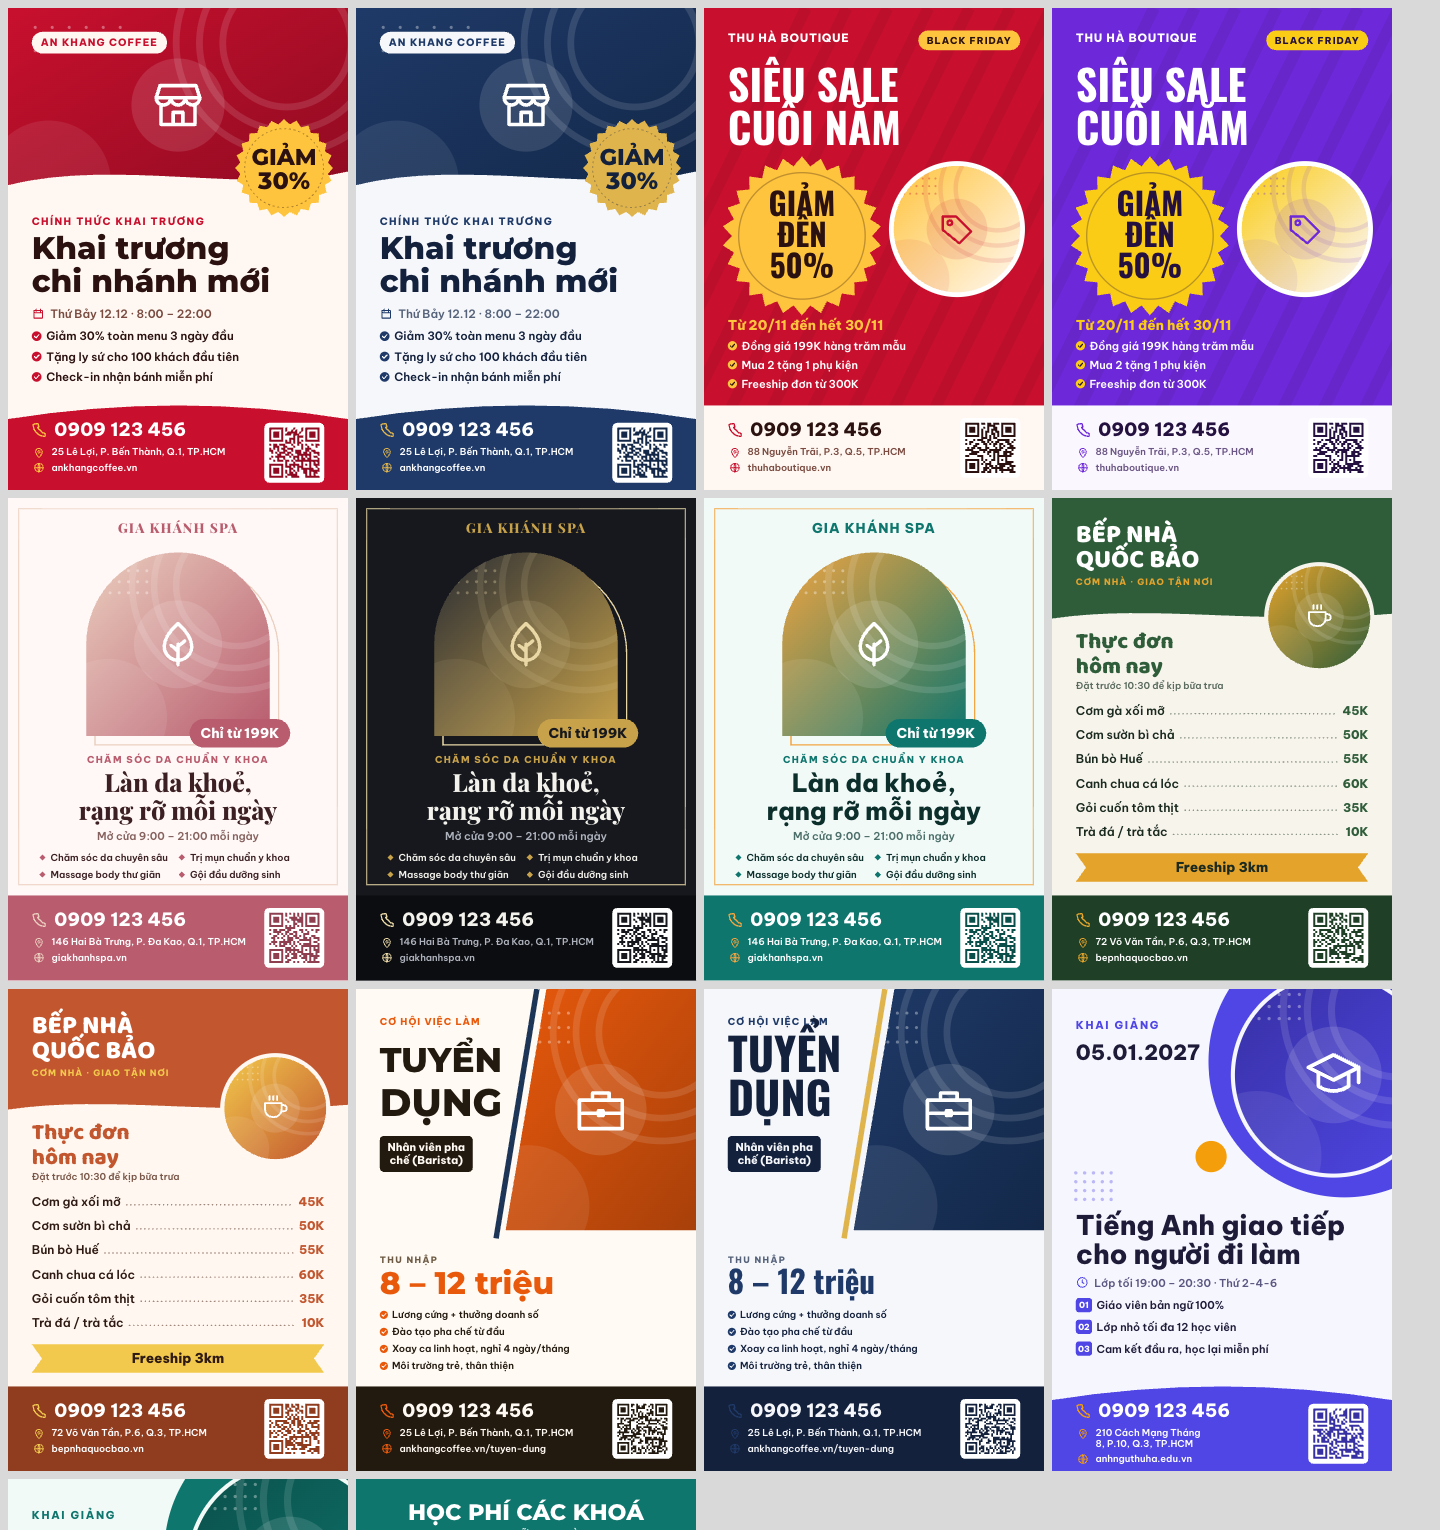 AN KHANG COFFEE
GIẢM
30%
CHÍNH THỨC KHAI TRƯƠNG
Khai trương
chi nhánh mới
Thứ Bảy 12.12 · 8:00 – 22:00
Giảm 30% toàn menu 3 ngày đầu
Tặng ly sứ cho 100 khách đầu tiên
Check-in nhận bánh miễn phí
0909 123 456
25 Lê Lợi, P. Bến Thành, Q.1, TP.HCM
ankhangcoffee.vn
AN KHANG COFFEE
GIẢM
30%
CHÍNH THỨC KHAI TRƯƠNG
Khai trương
chi nhánh mới
Thứ Bảy 12.12 · 8:00 – 22:00
Giảm 30% toàn menu 3 ngày đầu
Tặng ly sứ cho 100 khách đầu tiên
Check-in nhận bánh miễn phí
0909 123 456
25 Lê Lợi, P. Bến Thành, Q.1, TP.HCM
ankhangcoffee.vn
THU HÀ BOUTIQUE
BLACK FRIDAY
SIÊU SALE
CUỐI NĂM
GIẢM
ĐẾN
50%
Từ 20/11 đến hết 30/11
Đồng giá 199K hàng trăm mẫu
Mua 2 tặng 1 phụ kiện
Freeship đơn từ 300K
0909 123 456
88 Nguyễn Trãi, P.3, Q.5, TP.HCM
thuhaboutique.vn
THU HÀ BOUTIQUE
BLACK FRIDAY
SIÊU SALE
CUỐI NĂM
GIẢM
ĐẾN
50%
Từ 20/11 đến hết 30/11
Đồng giá 199K hàng trăm mẫu
Mua 2 tặng 1 phụ kiện
Freeship đơn từ 300K
0909 123 456
88 Nguyễn Trãi, P.3, Q.5, TP.HCM
thuhaboutique.vn
GIA KHÁNH SPA
Chỉ từ 199K
CHĂM SÓC DA CHUẨN Y KHOA
Làn da khoẻ,
rạng rỡ mỗi ngày
Mở cửa 9:00 – 21:00 mỗi ngày
Chăm sóc da chuyên sâu
Trị mụn chuẩn y khoa
Massage body thư giãn
Gội đầu dưỡng sinh
0909 123 456
146 Hai Bà Trưng, P. Đa Kao, Q.1, TP.HCM
giakhanhspa.vn
GIA KHÁNH SPA
Chỉ từ 199K
CHĂM SÓC DA CHUẨN Y KHOA
Làn da khoẻ,
rạng rỡ mỗi ngày
Mở cửa 9:00 – 21:00 mỗi ngày
Chăm sóc da chuyên sâu
Trị mụn chuẩn y khoa
Massage body thư giãn
Gội đầu dưỡng sinh
0909 123 456
146 Hai Bà Trưng, P. Đa Kao, Q.1, TP.HCM
giakhanhspa.vn
GIA KHÁNH SPA
Chỉ từ 199K
CHĂM SÓC DA CHUẨN Y KHOA
Làn da khoẻ,
rạng rỡ mỗi ngày
Mở cửa 9:00 – 21:00 mỗi ngày
Chăm sóc da chuyên sâu
Trị mụn chuẩn y khoa
Massage body thư giãn
Gội đầu dưỡng sinh
0909 123 456
146 Hai Bà Trưng, P. Đa Kao, Q.1, TP.HCM
giakhanhspa.vn
BẾP NHÀ
QUỐC BẢO
CƠM NHÀ · GIAO TẬN NƠI
Thực đơn
hôm nay
Đặt trước 10:30 để kịp bữa trưa
Cơm gà xối mỡ 45K
Cơm sườn bì chả 50K
Bún bò Huế 55K
Canh chua cá lóc 60K
Gỏi cuốn tôm thịt 35K
Trà đá / trà tắc 10K
Freeship 3km
0909 123 456
72 Võ Văn Tần, P.6, Q.3, TP.HCM
bepnhaquocbao.vn
BẾP NHÀ
QUỐC BẢO
CƠM NHÀ · GIAO TẬN NƠI
Thực đơn
hôm nay
Đặt trước 10:30 để kịp bữa trưa
Cơm gà xối mỡ 45K
Cơm sườn bì chả 50K
Bún bò Huế 55K
Canh chua cá lóc 60K
Gỏi cuốn tôm thịt 35K
Trà đá / trà tắc 10K
Freeship 3km
0909 123 456
72 Võ Văn Tần, P.6, Q.3, TP.HCM
bepnhaquocbao.vn
CƠ HỘI VIỆC LÀM
TUYỂN
DỤNG
Nhân viên pha
chế (Barista)
THU NHẬP
8 – 12 triệu
Lương cứng + thưởng doanh số
Đào tạo pha chế từ đầu
Xoay ca linh hoạt, nghỉ 4 ngày/tháng
Môi trường trẻ, thân thiện
0909 123 456
25 Lê Lợi, P. Bến Thành, Q.1, TP.HCM
ankhangcoffee.vn/tuyen-dung
CƠ HỘI VIỆC LÀM
TUYỂN
DỤNG
Nhân viên pha
chế (Barista)
THU NHẬP
8 – 12 triệu
Lương cứng + thưởng doanh số
Đào tạo pha chế từ đầu
Xoay ca linh hoạt, nghỉ 4 ngày/tháng
Môi trường trẻ, thân thiện
0909 123 456
25 Lê Lợi, P. Bến Thành, Q.1, TP.HCM
ankhangcoffee.vn/tuyen-dung
KHAI GIẢNG
05.01.2027
Tiếng Anh giao tiếp
cho người đi làm
Lớp tối 19:00 – 20:30 · Thứ 2-4-6
01 Giáo viên bản ngữ 100%
02 Lớp nhỏ tối đa 12 học viên
03 Cam kết đầu ra, học lại miễn phí
0909 123 456
210 Cách Mạng Tháng
8, P.10, Q.3, TP.HCM
anhnguthuha.edu.vn
KHAI GIẢNG
HỌC PHÍ CÁC KHOÁ